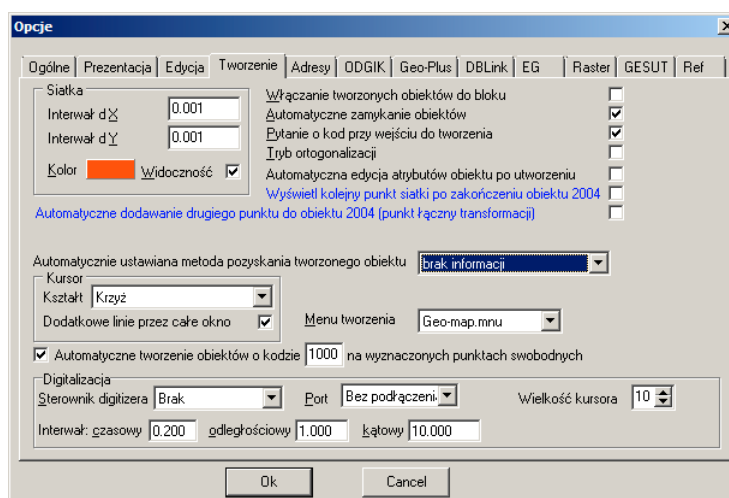 Opcje
Ogólne Prezentacja Edycja Tworzenie Adresy ODGIK Geo-Plus DBLink EG Raster GESUT Ref
Siatka
Interwał dX 0.001
Interwał dY 0.001
Kolor Widoczność
Włączanie tworzonych obiektów do bloku
Automatyczne zamykanie obiektów
Pytanie o kod przy wejściu do tworzenia
Tryb ortogonalizacji
Automatyczna edycja atrybutów obiektu po utworzeniu
Wyświetl kolejny punkt siatki po zakończeniu obiektu 2004
Automatyczne dodawanie drugiego punktu do obiektu 2004 (punkt łączny transformacji)
Automatycznie ustawiana metoda pozyskania tworzonego obiektu brak informacji
Kursor
Kształt Krzyż
Dodatkowe linie przez całe okno
Menu tworzenia Geo-map.mnu
Automatyczne tworzenie obiektów o kodzie 1000 na wyznaczonych punktach swobodnych
Digitalizacja
Sterownik digitizera Brak Port Bez podłączeni Wielkość kursora 10
Interwał: czasowy 0.200 odległościowy 1.000 kątowy 10.000
Ok Cancel